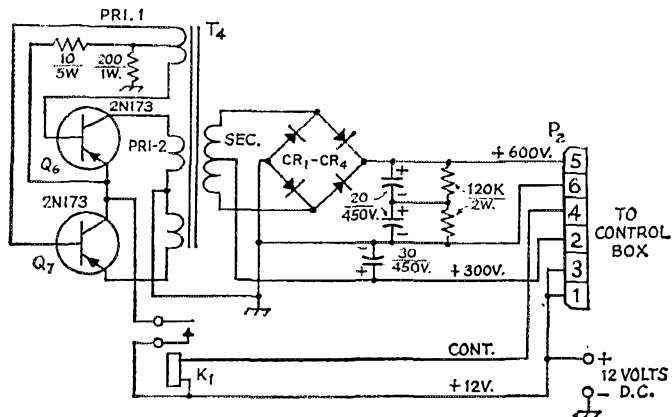 PRI.1
T4
10
5W
200
1W.
2N173
PRI-2
SEC.
CR1-CR4
Q6
2N173
Q7
20
450V.
120K
2W.
30
450V.
+600V.
+300V.
P2
5
6
4
2
3
1
TO
CONTROL
BOX
K1
CONT.
+12V.
+
12 VOLTS
- D.C.